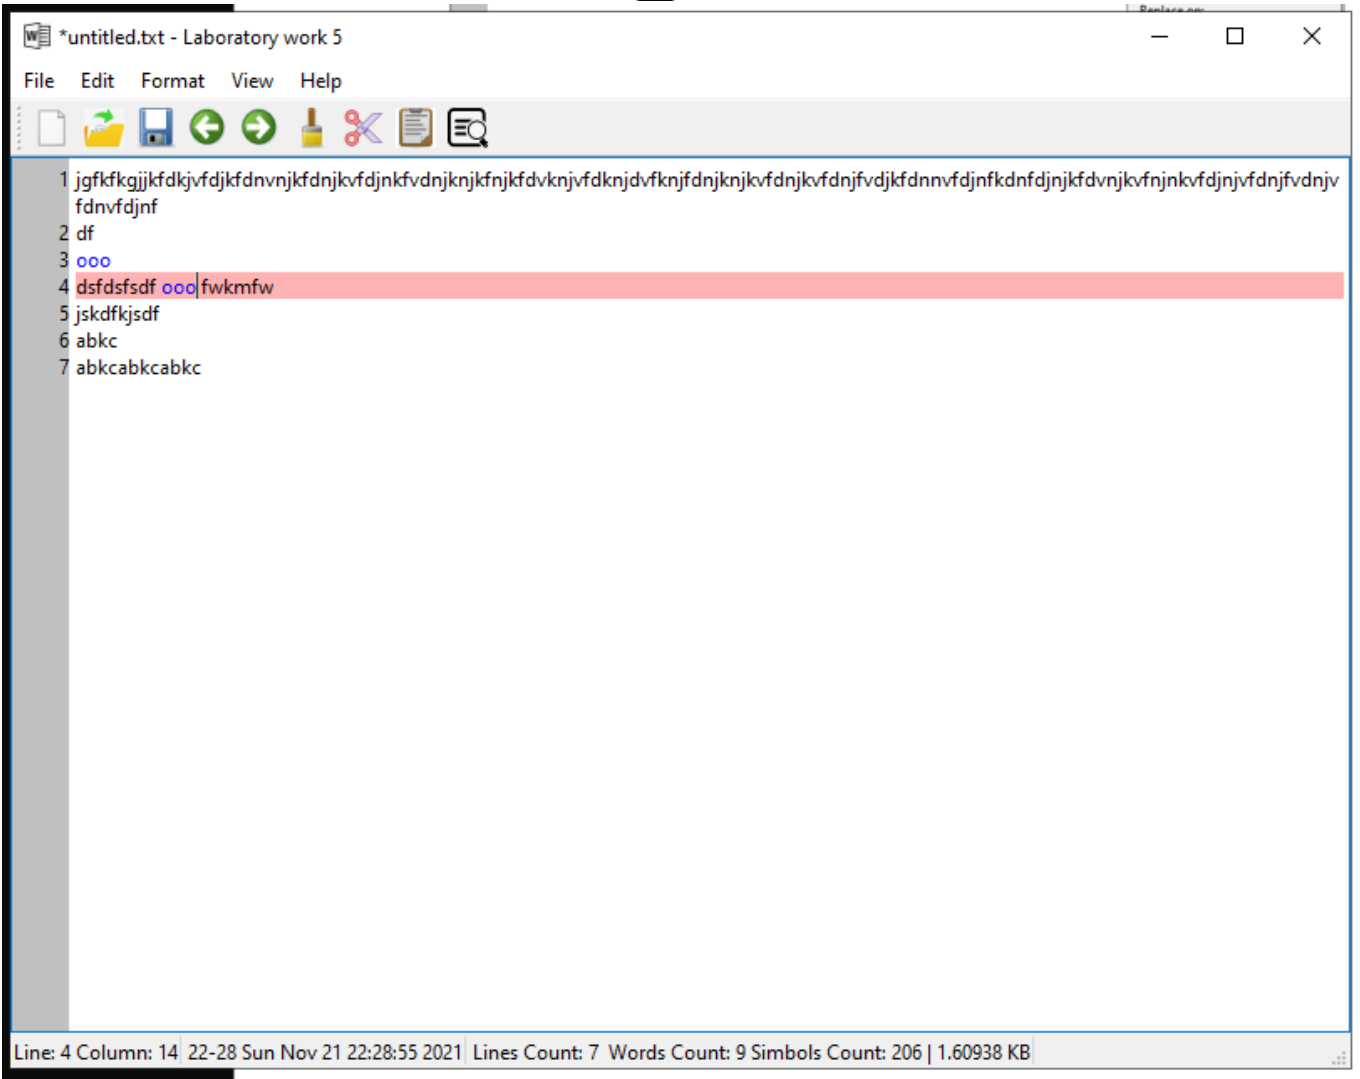 Replace on:
*untitled.txt - Laboratory work 5
File Edit Format View Help
1 jgfkfkgjjkfdkjvfdjkfdnvnjkfdnjkvfdjnkfvdnjknjkfnjkfdvknjvfdknjdvfknjfdnjknjkvfdnjkvfdnjfvdjkfdnnvfdjnfkdnfdjnjkfdvnjkvfnjnkvfdjnjvfdnjfvdnjv
fdnvfdjnf
2 df
3 ooo
4 dsfdsfsdf ooo fwkmfw
5 jskdfkjsdf
6 abkc
7 abkcabkcabkc
Line: 4 Column: 14 22-28 Sun Nov 21 22:28:55 2021 Lines Count: 7 Words Count: 9 Simbols Count: 206 | 1.60938 KB